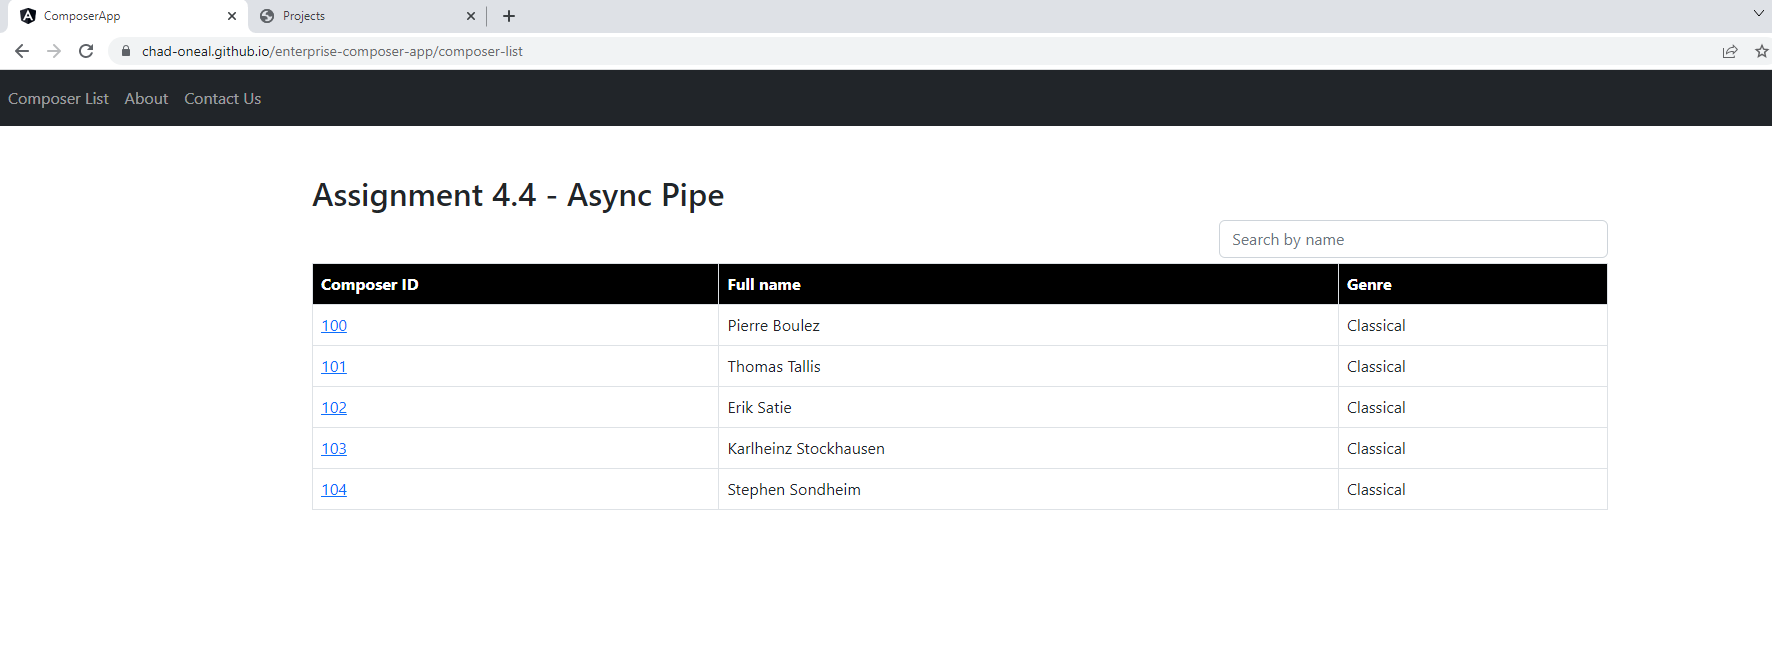 ComposerApp Projects
chad-oneal.github.io/enterprise-composer-app/composer-list
Composer List About Contact Us
Assignment 4.4 - Async Pipe
Search by name
Composer ID Full name Genre
100 Pierre Boulez Classical
101 Thomas Tallis Classical
102 Erik Satie Classical
103 Karlheinz Stockhausen Classical
104 Stephen Sondheim Classical